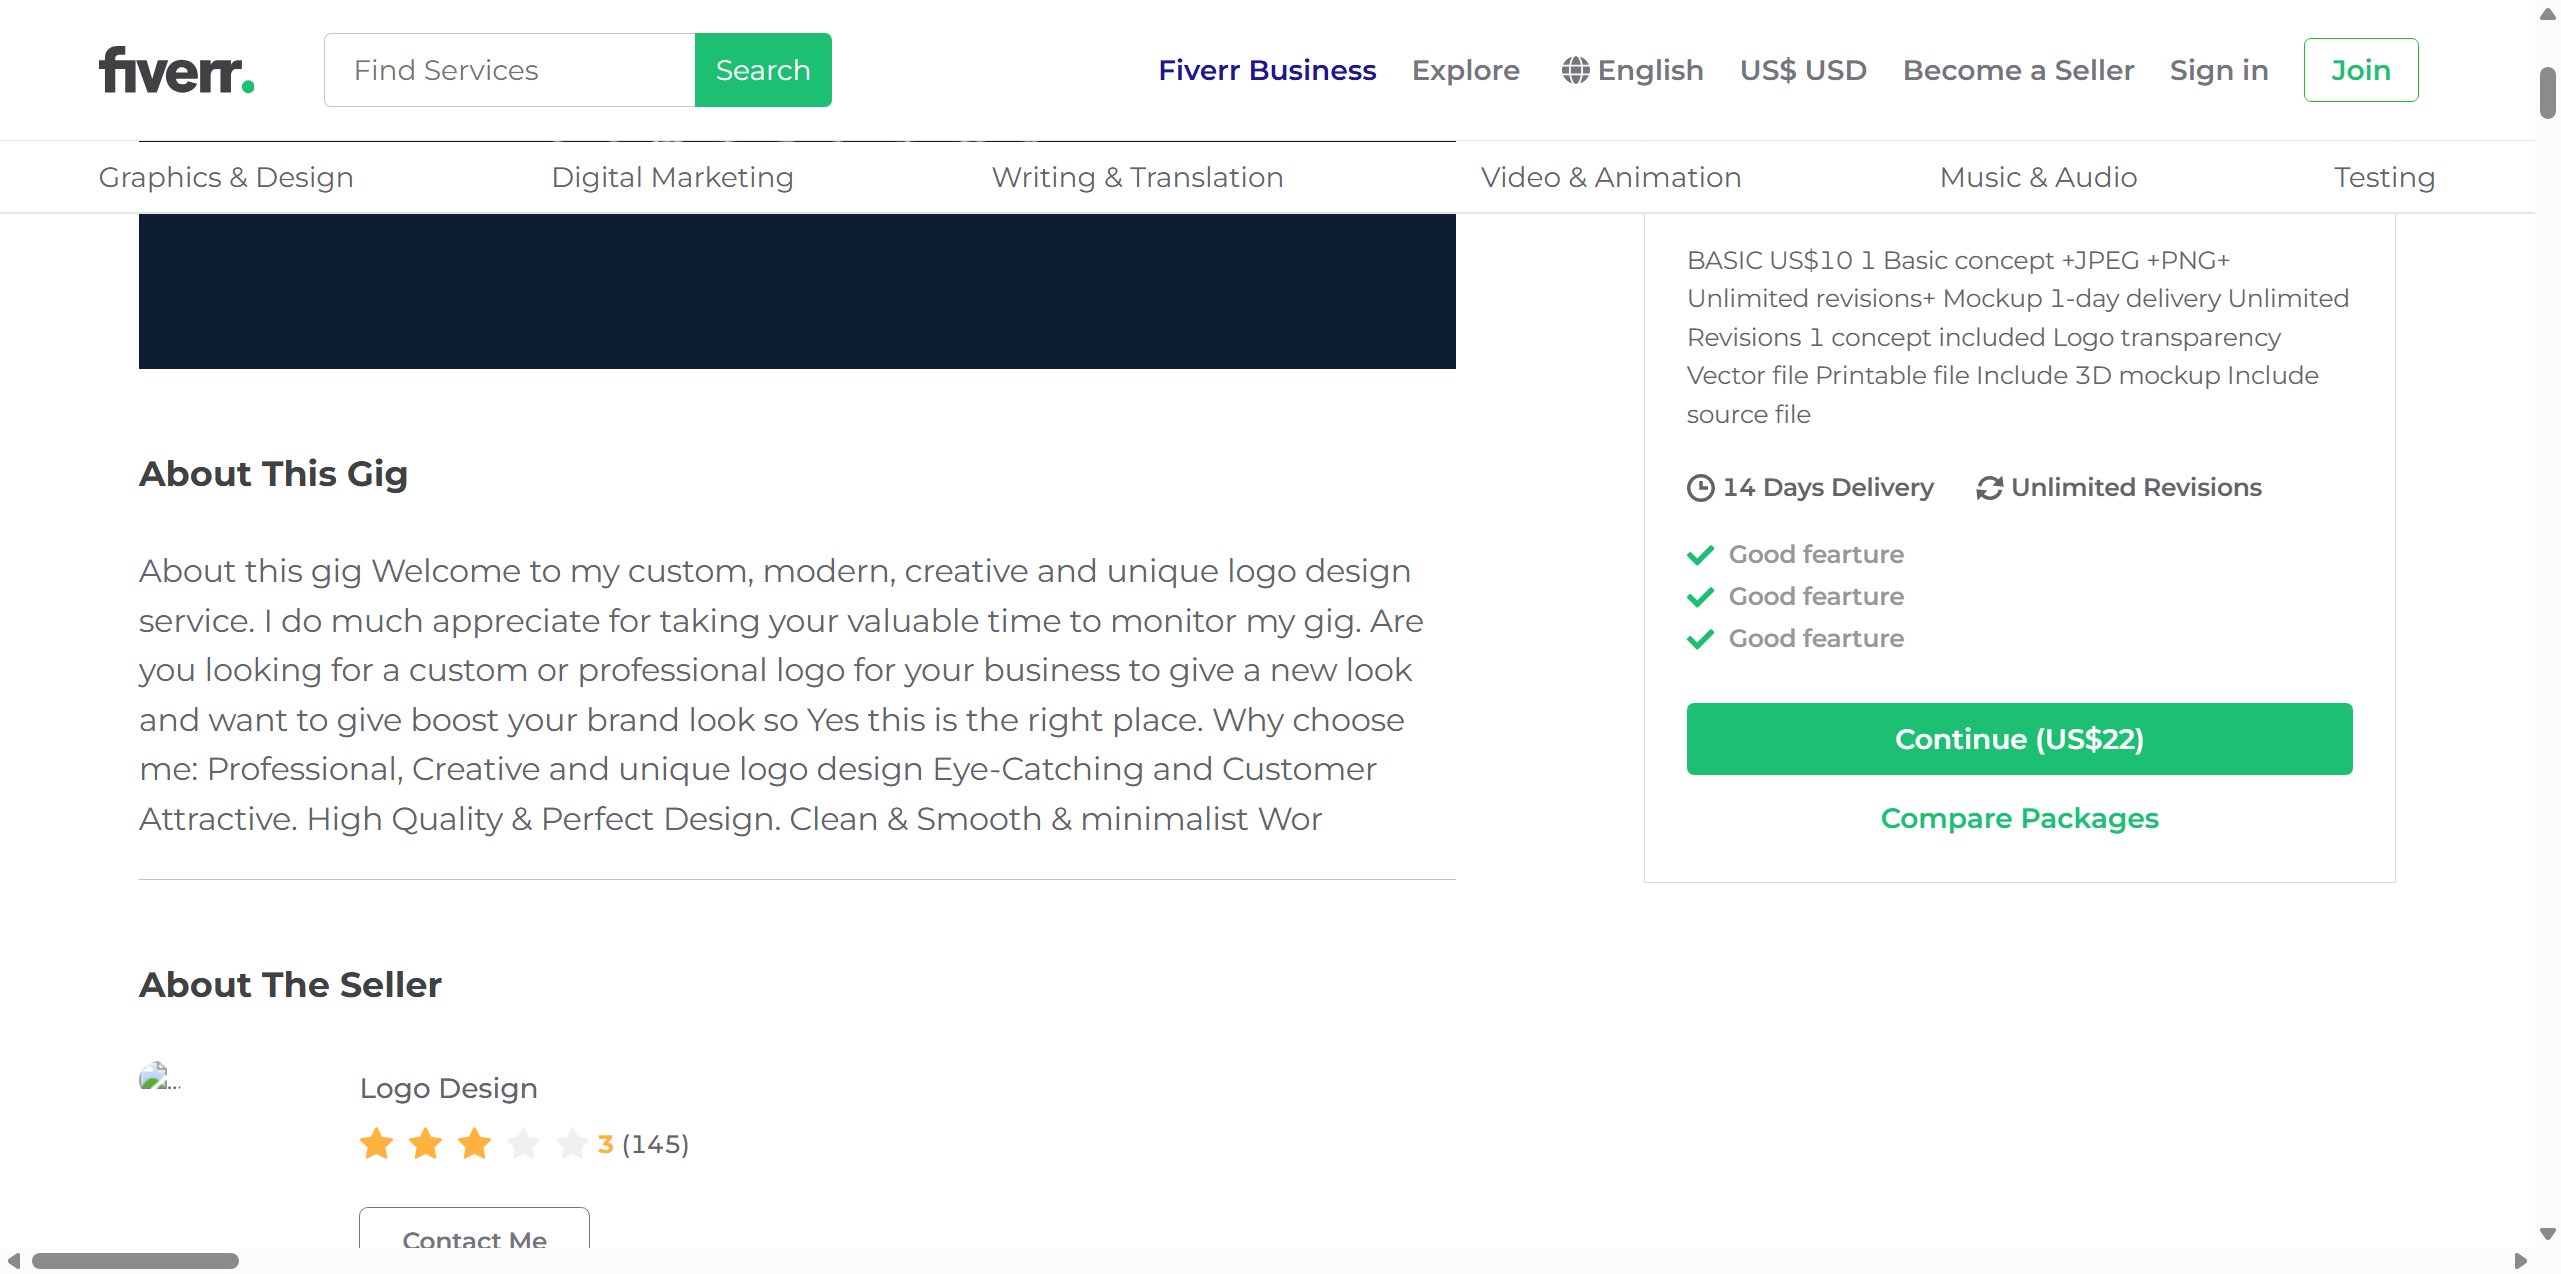 fiverr.
Find Services
Search
Fiverr Business
Explore
English
US$ USD
Become a Seller
Sign in
Join
Graphics & Design
Digital Marketing
Writing & Translation
Video & Animation
Music & Audio
Testing
BASIC US$10 1 Basic concept +JPEG +PNG+
Unlimited revisions+ Mockup 1-day delivery Unlimited
Revisions 1 concept included Logo transparency
Vector file Printable file Include 3D mockup Include
source file
14 Days Delivery
Unlimited Revisions
Good fearture
Good fearture
Good fearture
Continue (US$22)
Compare Packages
About This Gig
About this gig Welcome to my custom, modern, creative and unique logo design
service. I do much appreciate for taking your valuable time to monitor my gig. Are
you looking for a custom or professional logo for your business to give a new look
and want to give boost your brand look so Yes this is the right place. Why choose
me: Professional, Creative and unique logo design Eye-Catching and Customer
Attractive. High Quality & Perfect Design. Clean & Smooth & minimalist Wor
About The Seller
...
Logo Design
3 (145)
Contact Me